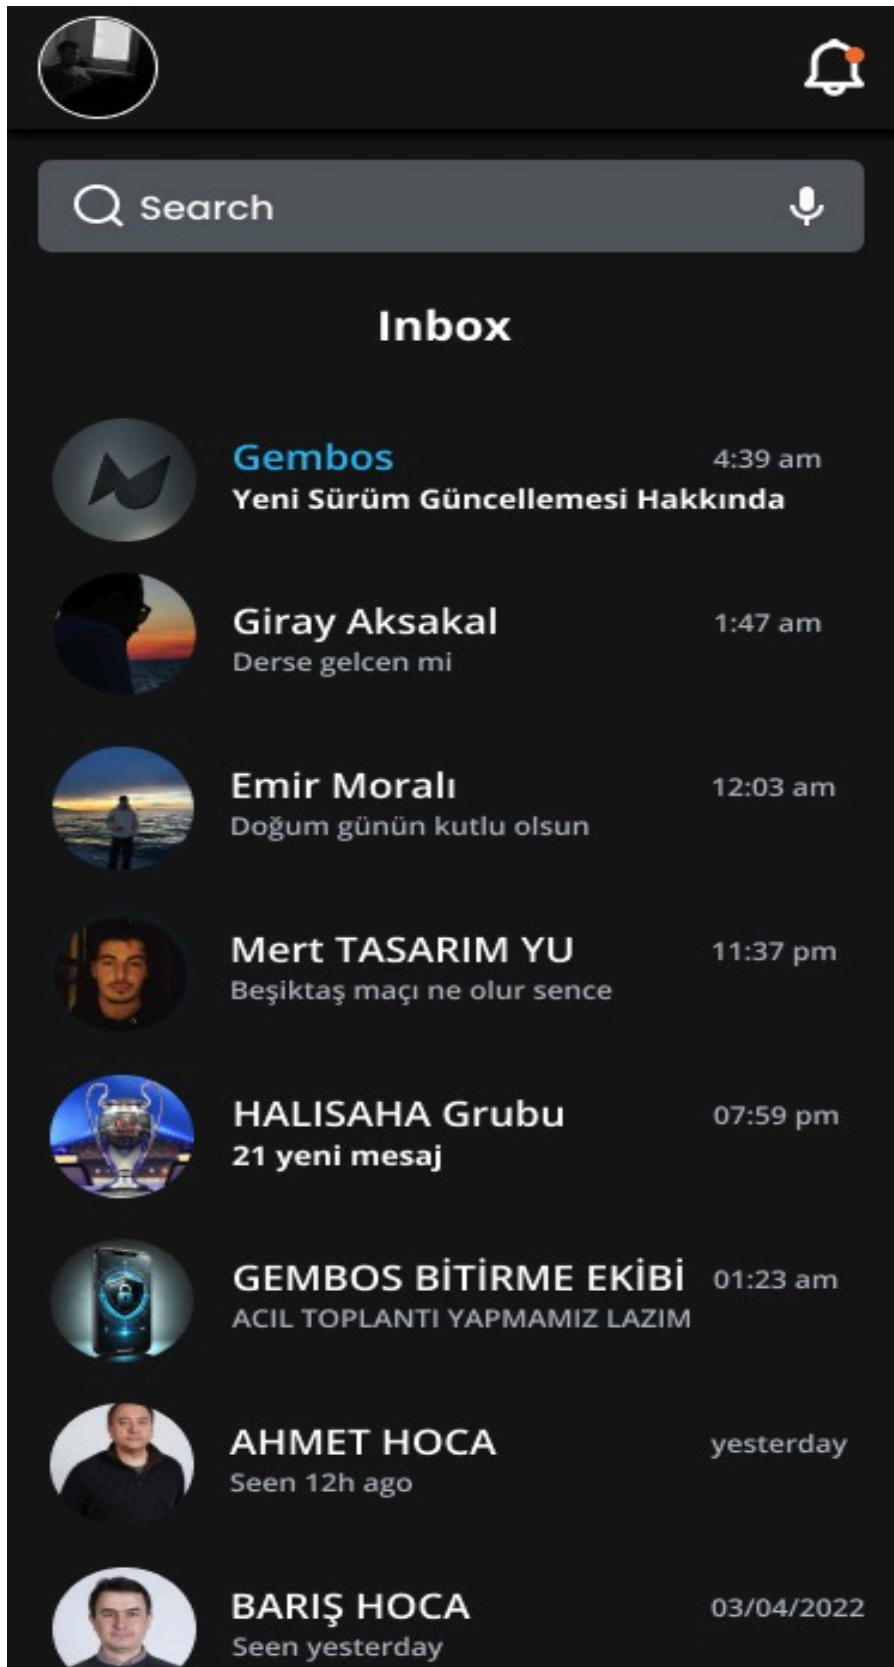 Search
Inbox
Gembos 4:39 am
Yeni Sürüm Güncellemesi Hakkında
Giray Aksakal 1:47 am
Derse gelcen mi
Emir Moralı 12:03 am
Doğum günün kutlu olsun
Mert TASARIM YU 11:37 pm
Beşiktaş maçı ne olur sence
HALISAHA Grubu 07:59 pm
21 yeni mesaj
GEMBOS BİTİRME EKİBİ 01:23 am
ACIL TOPLANTI YAPMAMIZ LAZIM
AHMET HOCA yesterday
Seen 12h ago
BARIŞ HOCA 03/04/2022
Seen yesterday